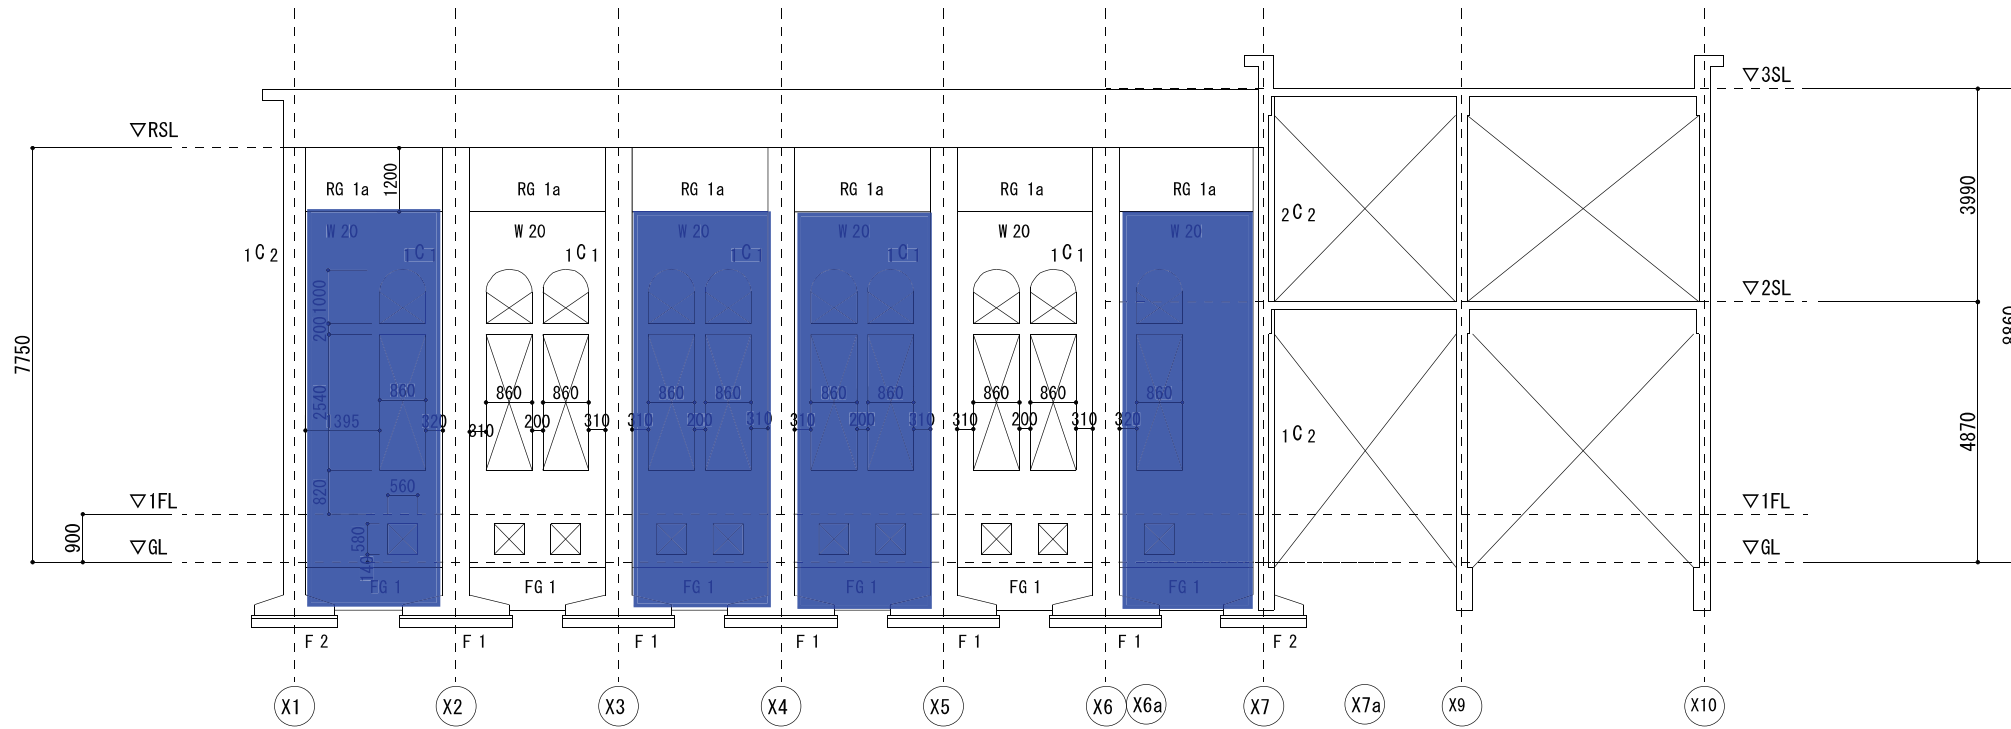 ▽3SL
▽RSL
1200
RG 1a
RG 1a
RG 1a
RG 1a
RG 1a
RG 1a
3990
W 20
W 20
W 20
W 20
W 20
W 20
2C2
1C2
1C1
1C1
1C1
1C1
1C1
▽2SL
1000
200
7750
8860
2540
860
860
860
860
860
860
860
860
860
860
1395
320
310
200
310
310
200
310
310
200
310
310
200
310
320
1C2
4870
820
560
▽1FL
▽1FL
900
580
▽GL
▽GL
140
FG 1
FG 1
FG 1
FG 1
FG 1
FG 1
F 2
F 1
F 1
F 1
F 1
F 1
F 2
X1
X2
X3
X4
X5
X6
X6a
X7
X7a
X9
X10